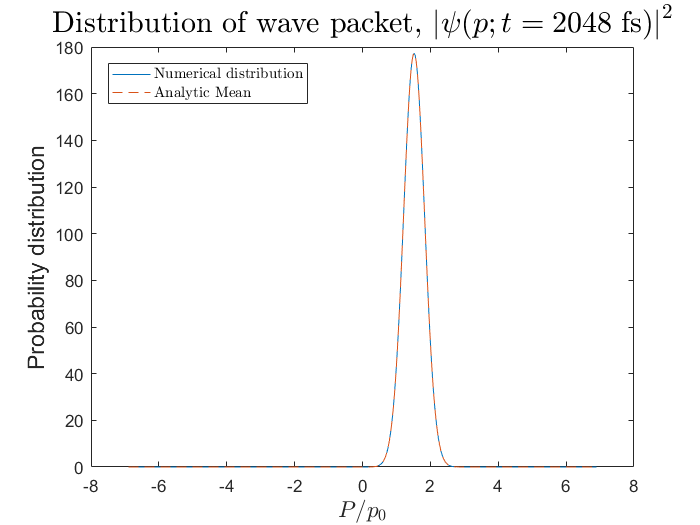 Distribution of wave packet, |ψ(p; t = 2048 fs)|²
180
160
140
120
100
80
60
40
20
0
Probability distribution
Numerical distribution
Analytic Mean
-8 -6 -4 -2 0 2 4 6 8
P/p₀